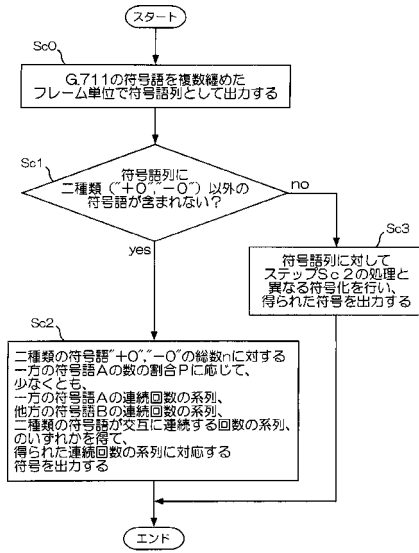 スタート
Sc0
G.711の符号語を複数纏めた
フレーム単位で符号語列として出力する
Sc1
符号語列に
二種類("+0","−0")以外の
符号語が含まれない?
no
yes
Sc3
符号語列に対して
ステップSc2の処理と
異なる符号化を行い、
得られた符号を出力する
Sc2
二種類の符号語"+0","−0"の総数nに対する
一方の符号語Aの数の割合Pに応じて、
少なくとも、
一方の符号語Aの連続回数の系列、
他方の符号語Bの連続回数の系列、
二種類の符号語が交互に連続する回数の系列、
のいずれかを得て、
得られた連続回数の系列に対応する
符号を出力する
エンド